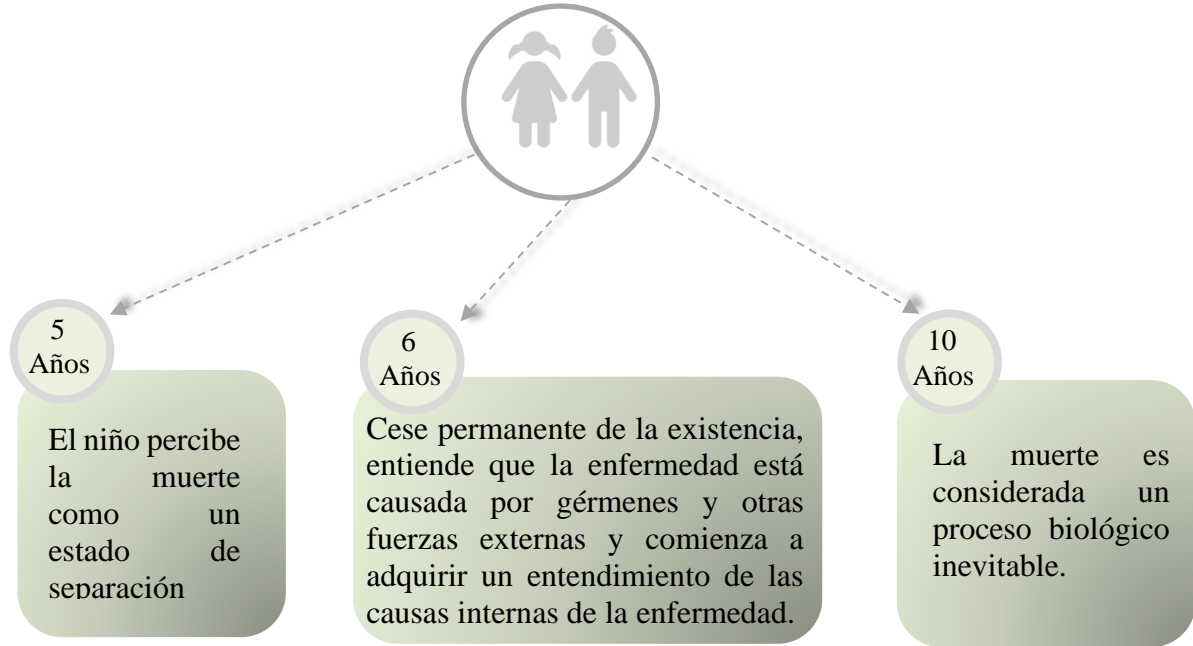 5
Años
El niño percibe
la muerte
como un
estado de
separación
6
Años
Cese permanente de la existencia,
entiende que la enfermedad está
causada por gérmenes y otras
fuerzas externas y comienza a
adquirir un entendimiento de las
causas internas de la enfermedad.
10
Años
La muerte es
considerada un
proceso biológico
inevitable.